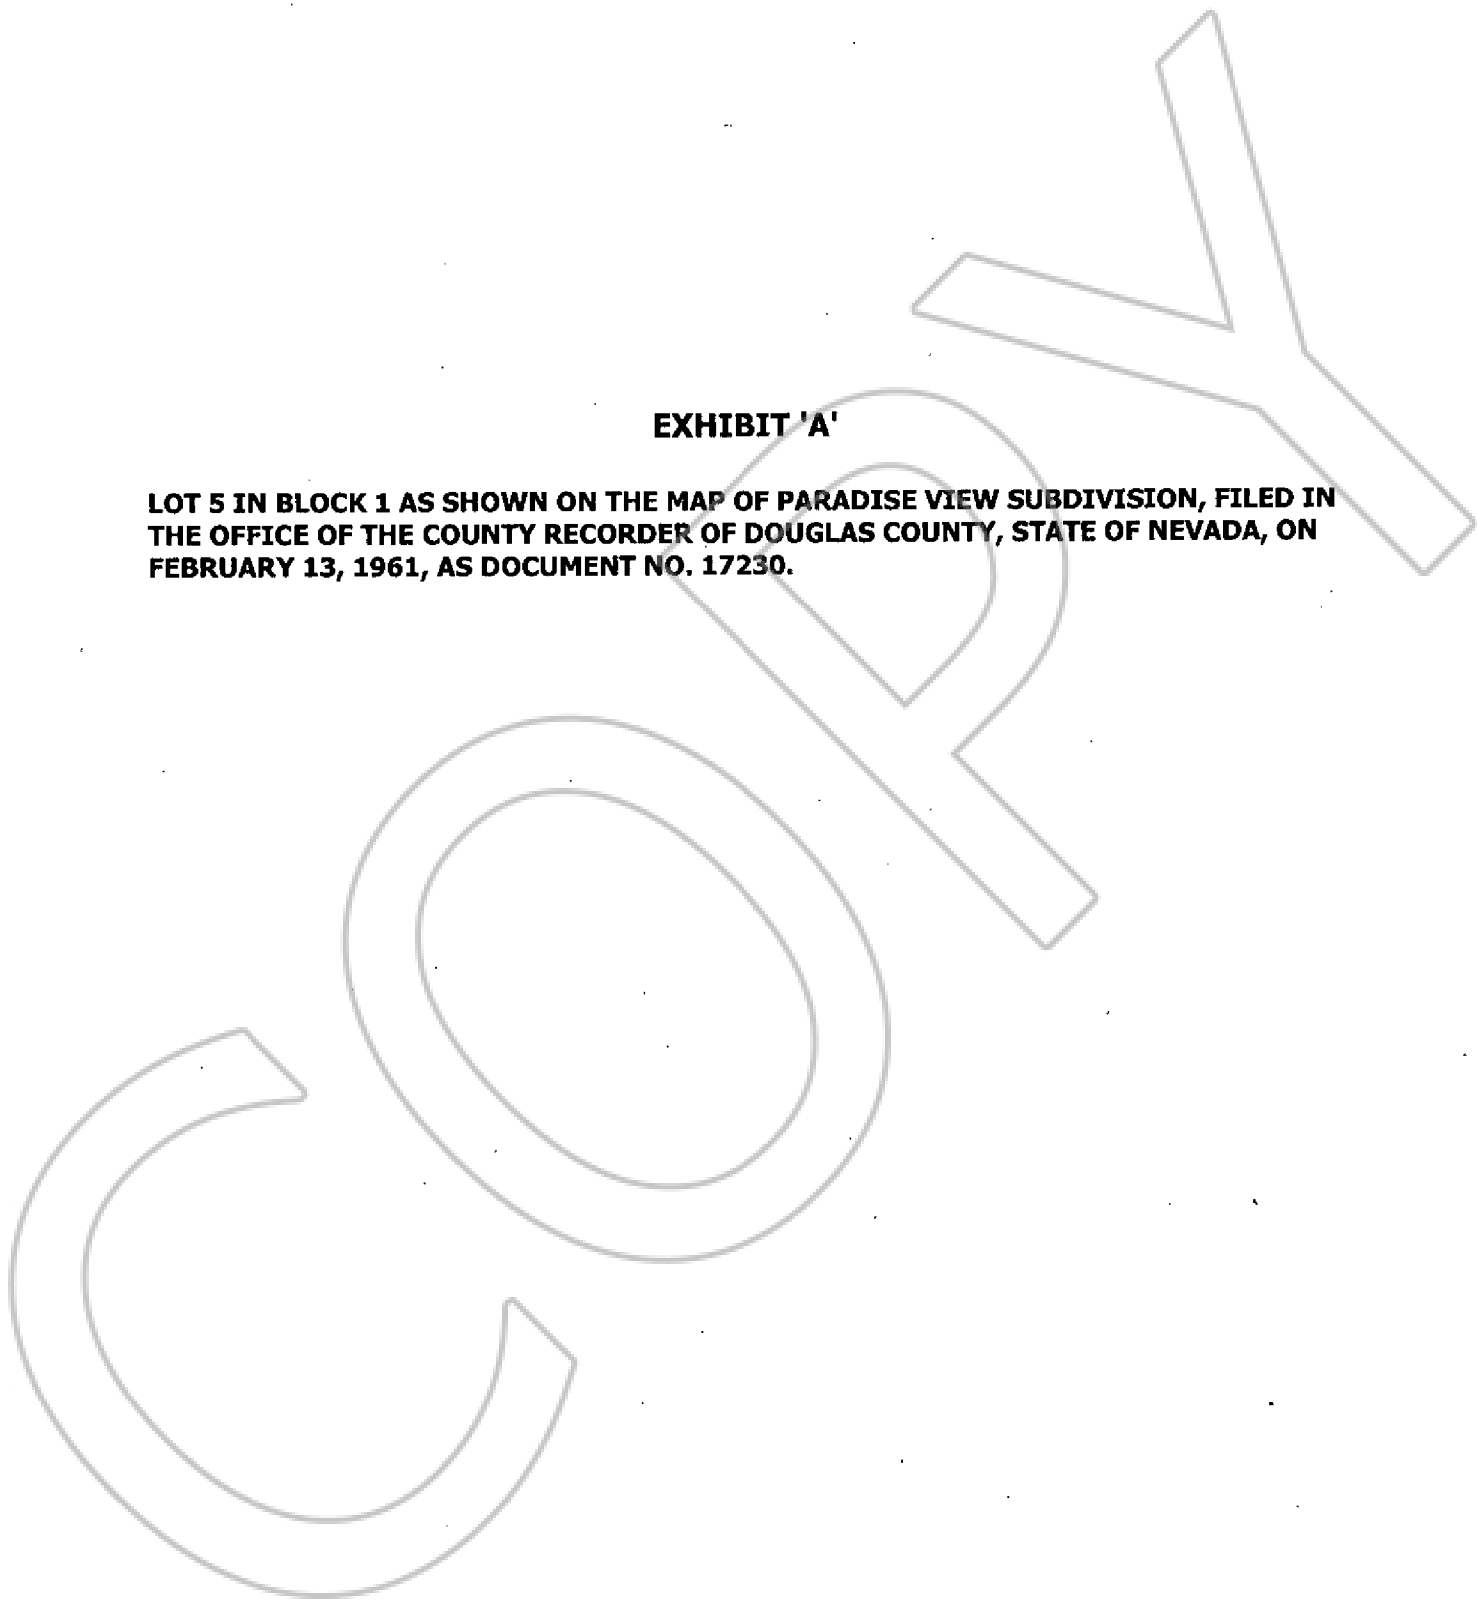 EXHIBIT 'A'
LOT 5 IN BLOCK 1 AS SHOWN ON THE MAP OF PARADISE VIEW SUBDIVISION, FILED IN
THE OFFICE OF THE COUNTY RECORDER OF DOUGLAS COUNTY, STATE OF NEVADA, ON
FEBRUARY 13, 1961, AS DOCUMENT NO. 17230.
COPY